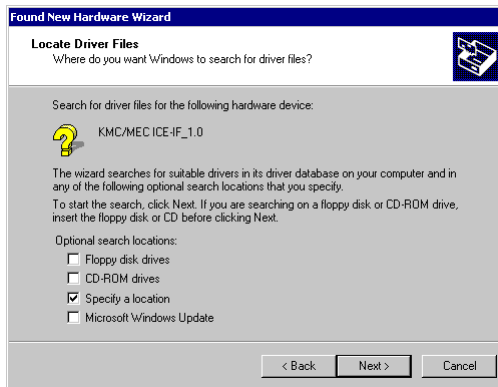 Found New Hardware Wizard
Locate Driver Files
Where do you want Windows to search for driver files?
Search for driver files for the following hardware device:
KMC/MEC ICE-IF_1.0
The wizard searches for suitable drivers in its driver database on your computer and in
any of the following optional search locations that you specify.
To start the search, click Next. If you are searching on a floppy disk or CD-ROM drive,
insert the floppy disk or CD before clicking Next.
Optional search locations:
Floppy disk drives
CD-ROM drives
Specify a location
Microsoft Windows Update
< Back Next > Cancel